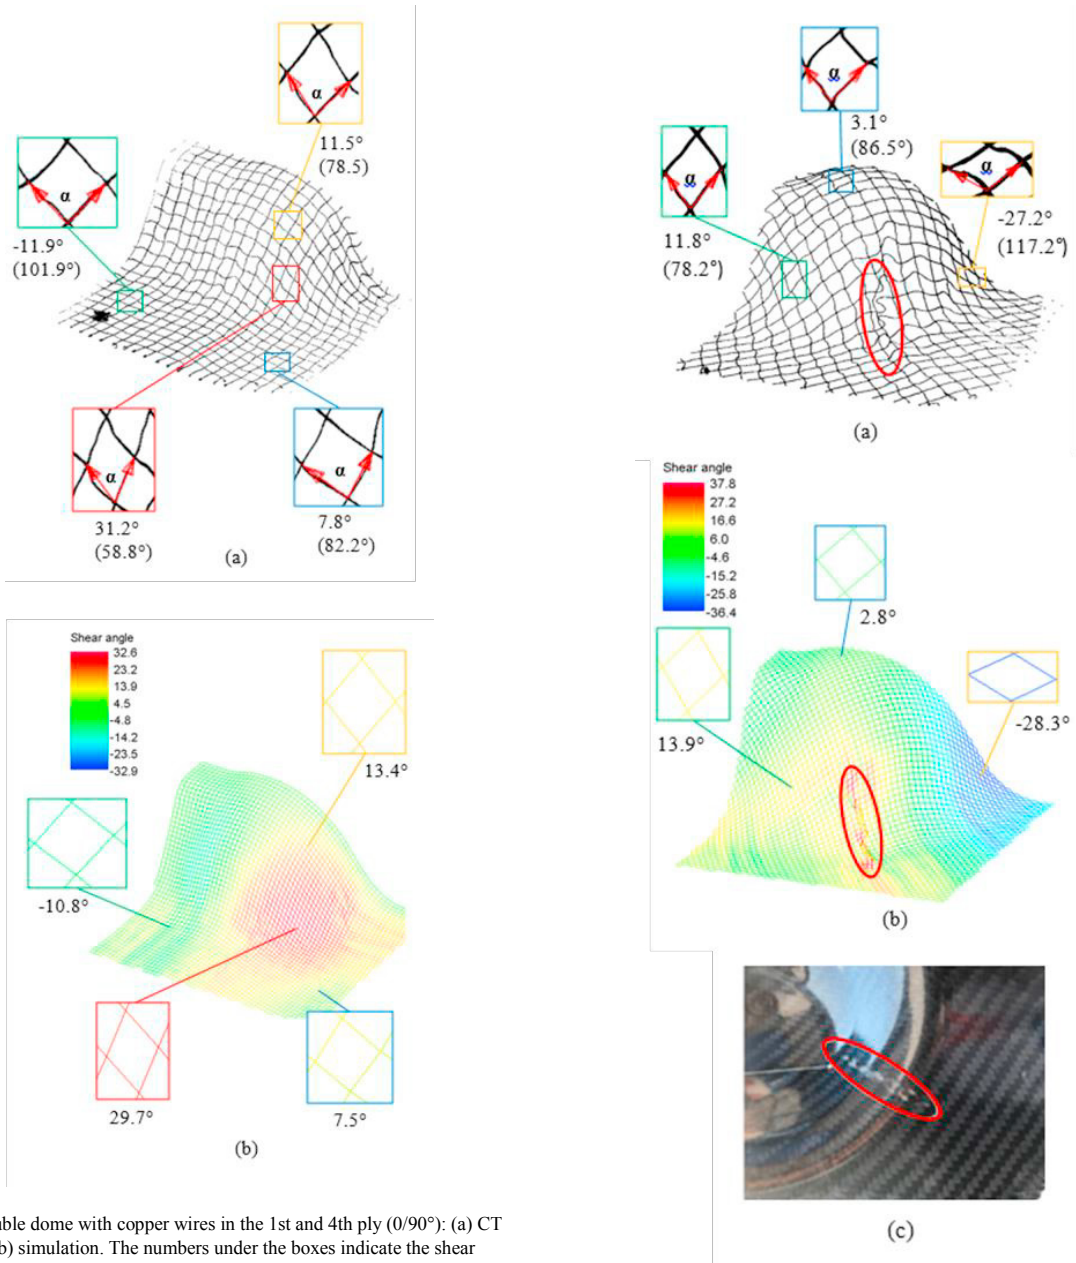 α
11.5°
(78.5)
α
-11.9°
(101.9°)
α
31.2°
(58.8°)
α
7.8°
(82.2°)
(a)
Shear angle
32.6
23.2
13.9
4.5
-4.8
-14.2
-23.5
-32.9
13.4°
-10.8°
29.7°
7.5°
(b)
ble dome with copper wires in the 1st and 4th ply (0/90°): (a) CT
b) simulation. The numbers under the boxes indicate the shear
α
3.1°
(86.5°)
α
11.8°
(78.2°)
α
-27.2°
(117.2°)
(a)
Shear angle
37.8
27.2
16.6
6.0
-4.6
-15.2
-25.8
-36.4
2.8°
13.9°
-28.3°
(b)
(c)